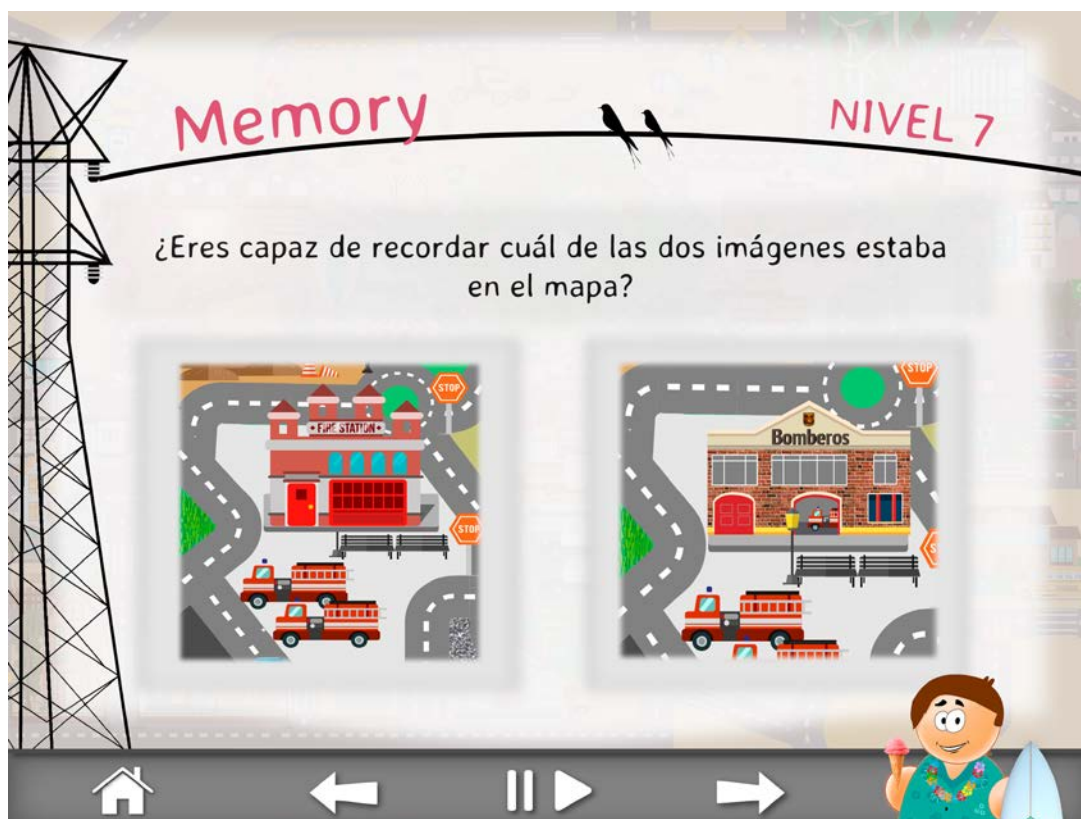 Memory
NIVEL 7
¿Eres capaz de recordar cuál de las dos imágenes estaba
en el mapa?
STOP
• FIRE STATION •
STOP
STOP
Bomberos